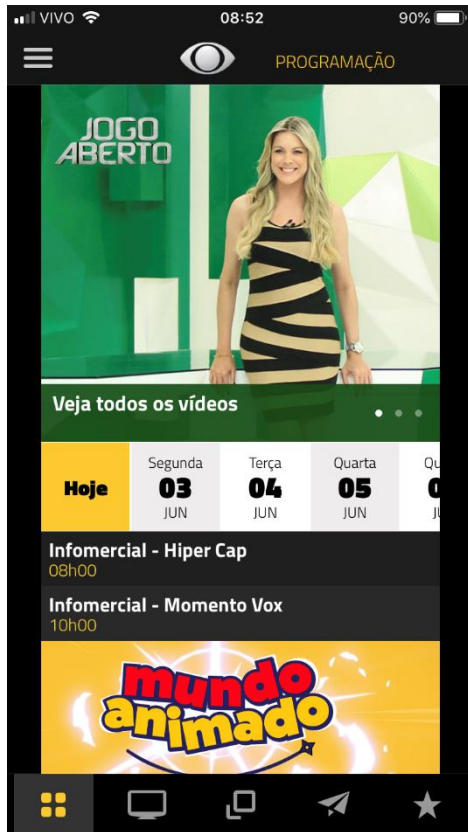 VIVO 08:52 90%
PROGRAMAÇÃO
JOGO
ABERTO
Veja todos os vídeos
Hoje
Segunda
03
JUN
Terça
04
JUN
Quarta
05
JUN
Infomercial - Hiper Cap
08h00
Infomercial - Momento Vox
10h00
mundo
animado